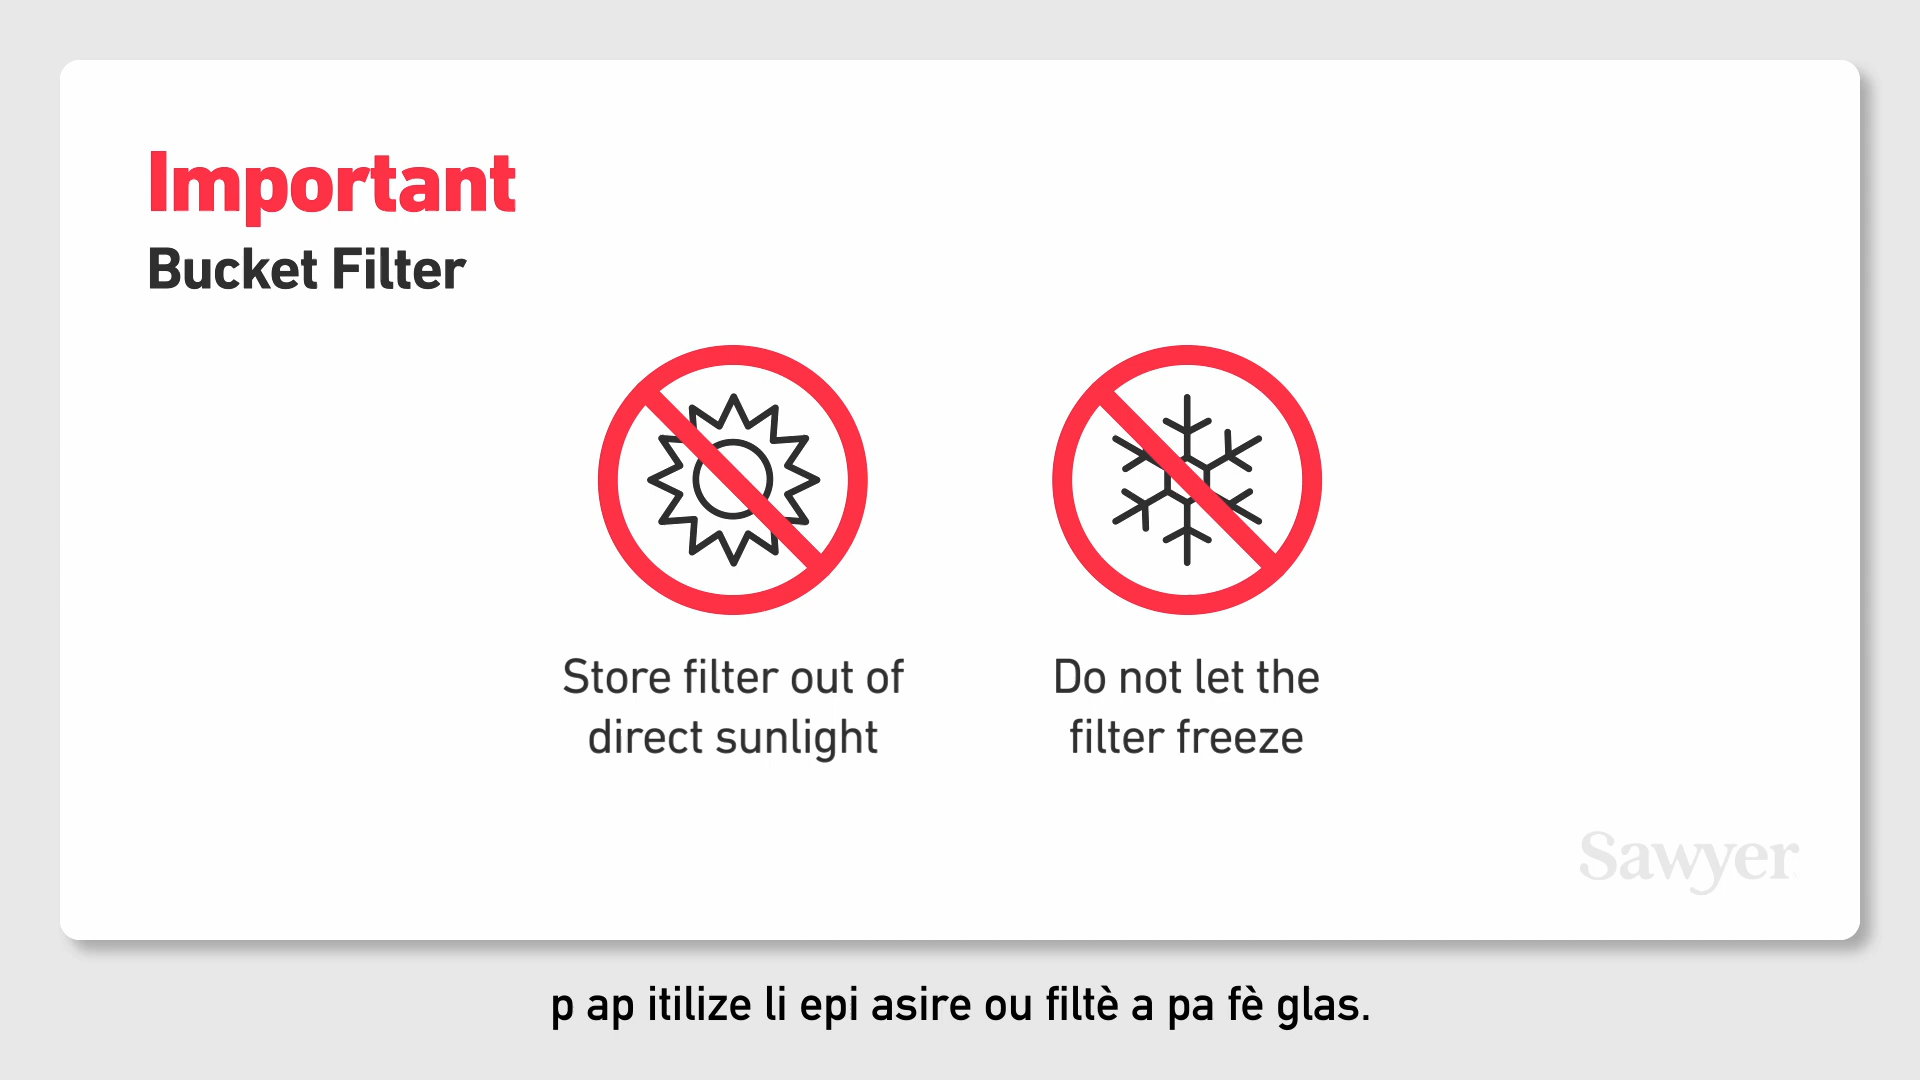 Important
Bucket Filter
Store filter out of
direct sunlight
Do not let the
filter freeze
Sawyer
p ap itilize li epi asire ou filtè a pa fè glas.